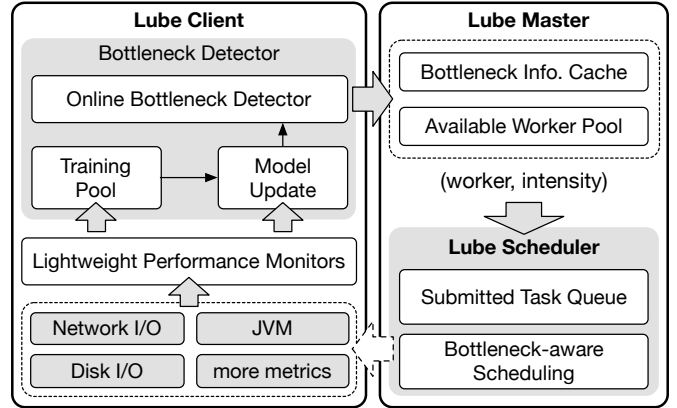 Lube Client
Bottleneck Detector
Online Bottleneck Detector
Training
Pool
Model
Update
Lightweight Performance Monitors
Network I/O
JVM
Disk I/O
more metrics
Lube Master
Bottleneck Info. Cache
Available Worker Pool
(worker, intensity)
Lube Scheduler
Submitted Task Queue
Bottleneck-aware
Scheduling